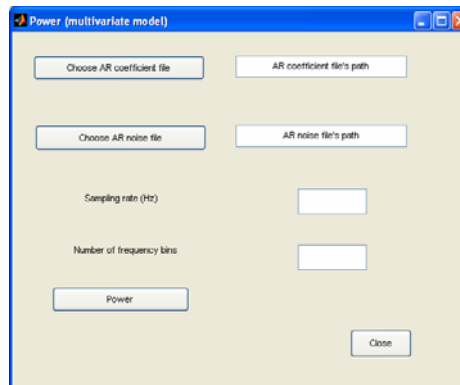 Power (multivariate model)
Choose AR coefficient file
AR coefficient file's path
Choose AR noise file
AR noise file's path
Sampling rate (Hz)
Number of frequency bins
Power
Close